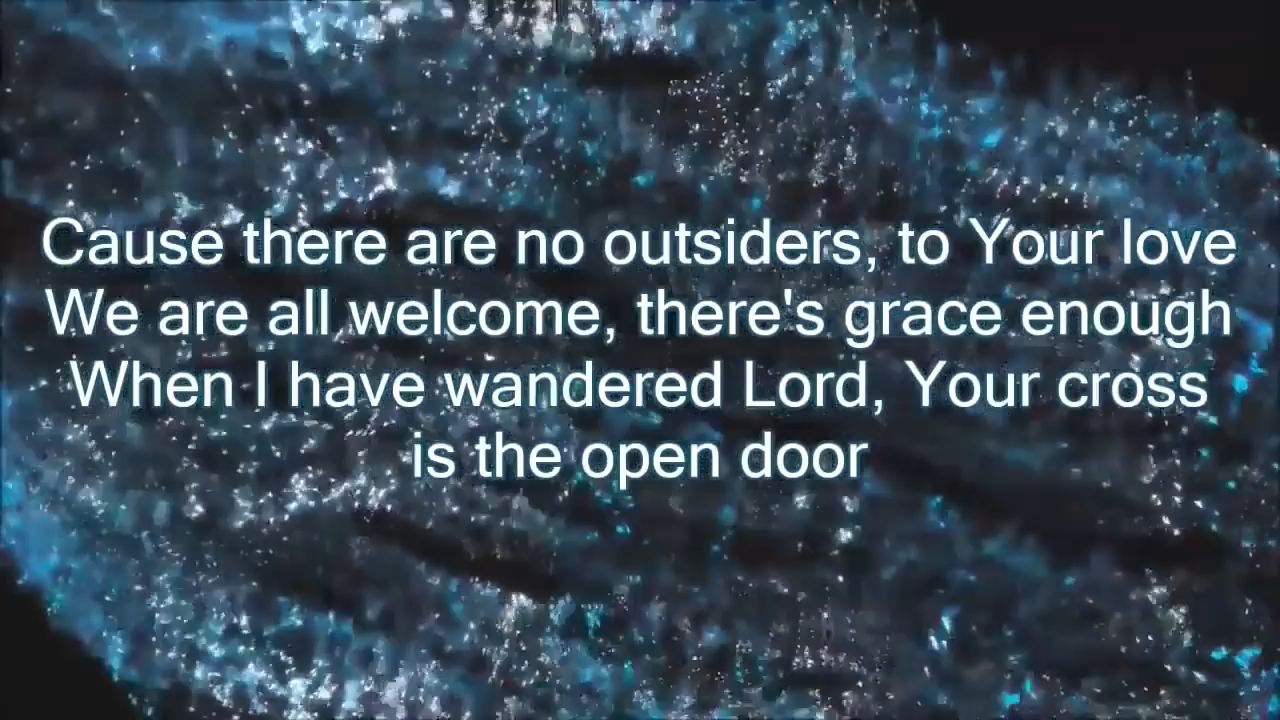 Cause there are no outsiders, to Your love
We are all welcome, there's grace enough
When I have wandered Lord, Your cross
is the open door